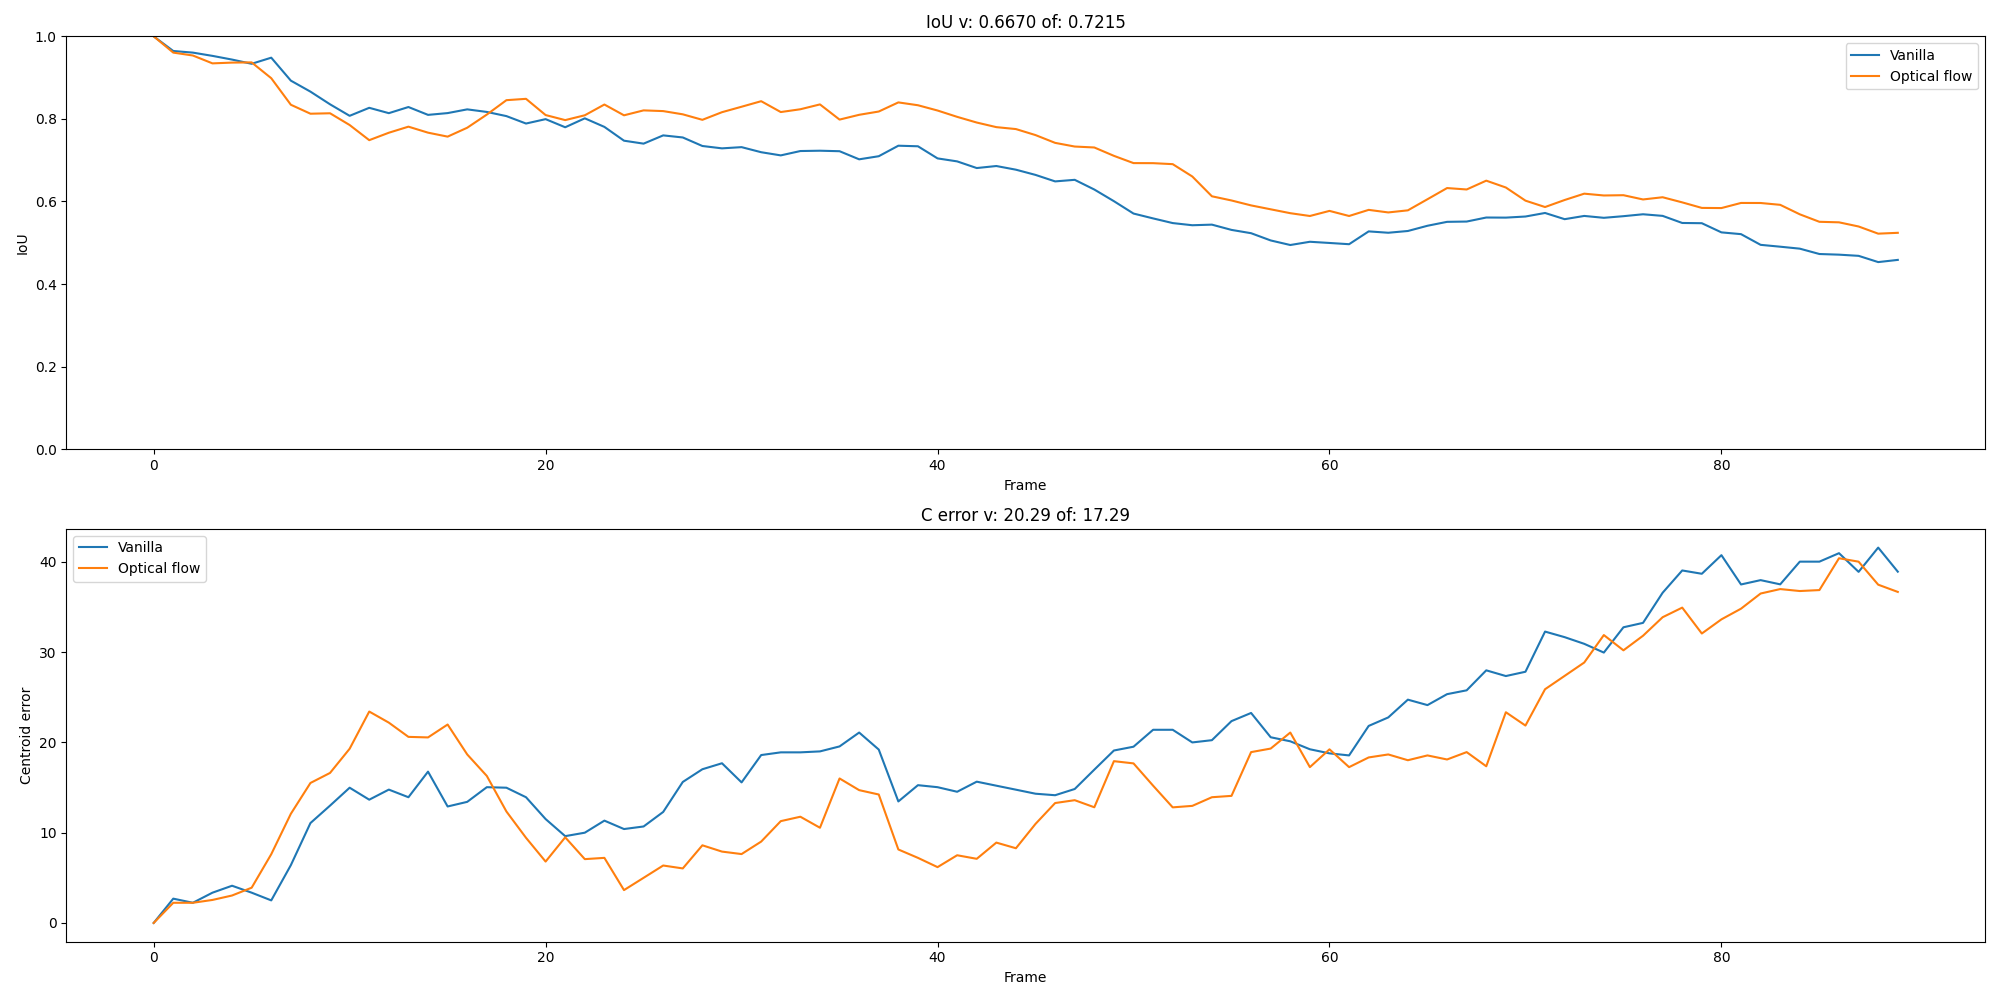 IoU v: 0.6670 of: 0.7215
1.0
0.8
0.6
0.4
0.2
0.0
IoU
Vanilla
Optical flow
0 20 40 60 80
Frame
C error v: 20.29 of: 17.29
40
30
20
10
0
Centroid error
Vanilla
Optical flow
0 20 40 60 80
Frame